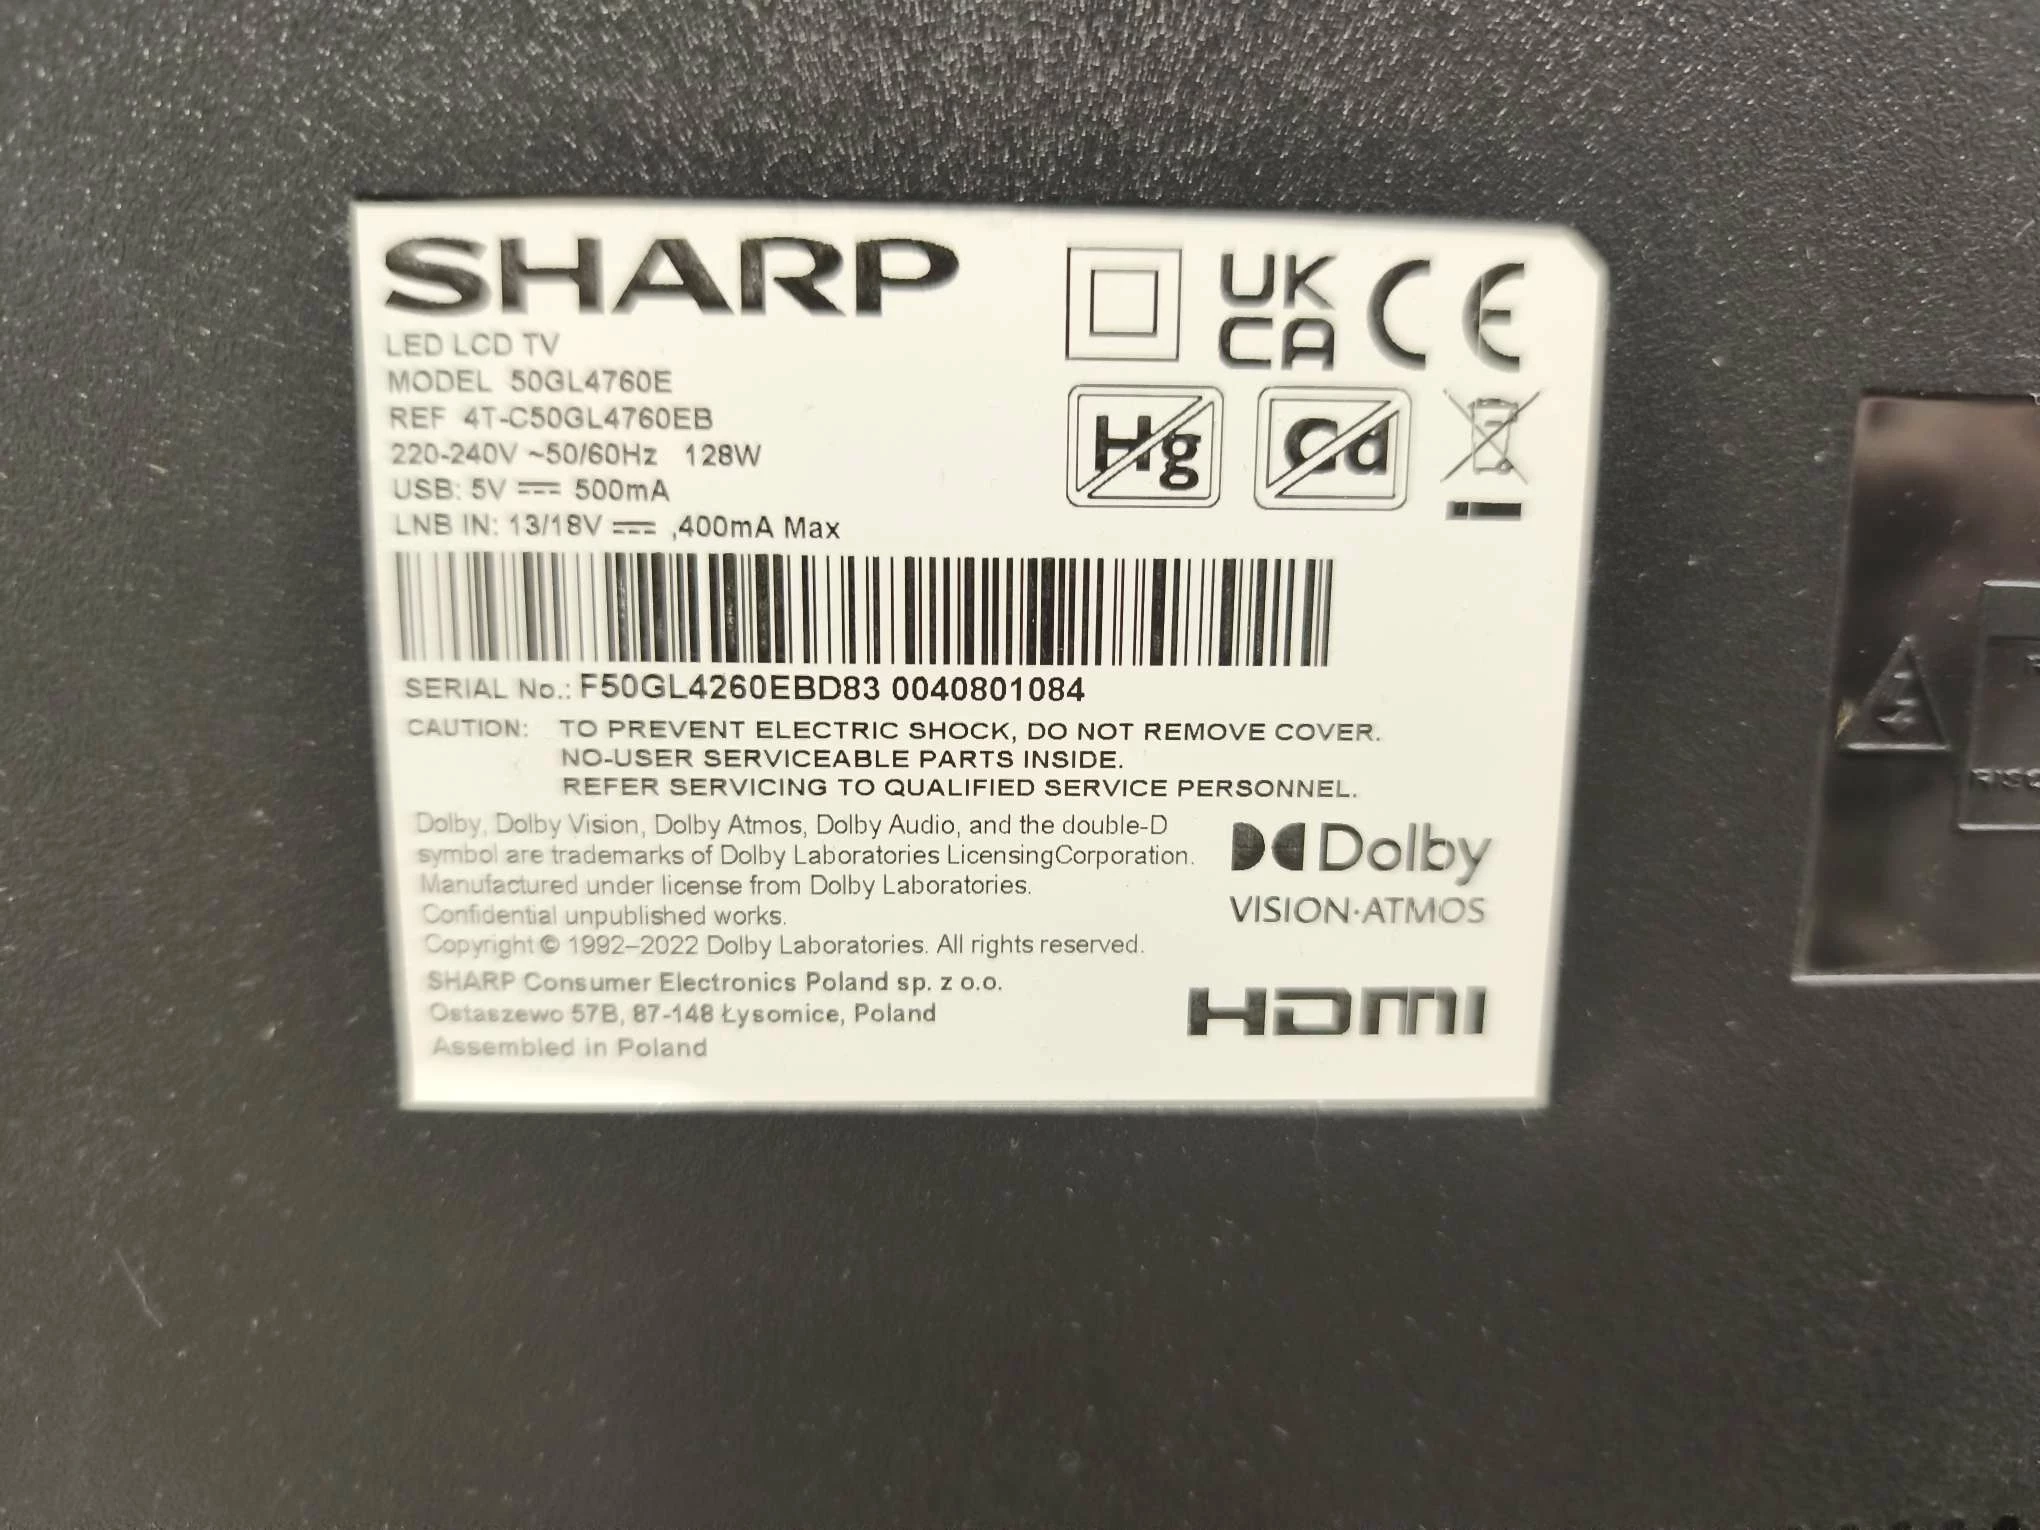 SHARP
LED LCD TV
MODEL 50GL4760E
REF 4T-C50GL4760EB
220-240V ~50/60Hz 128W
USB: 5V ⎓ 500mA
LNB IN: 13/18V ⎓ ,400mA Max
UK
CA
CE
Hg
Cd
SERIAL No.: F50GL4260EBD83 0040801084
CAUTION: TO PREVENT ELECTRIC SHOCK, DO NOT REMOVE COVER.
NO-USER SERVICEABLE PARTS INSIDE.
REFER SERVICING TO QUALIFIED SERVICE PERSONNEL.
Dolby, Dolby Vision, Dolby Atmos, Dolby Audio, and the double-D
symbol are trademarks of Dolby Laboratories LicensingCorporation.
Manufactured under license from Dolby Laboratories.
Confidential unpublished works.
Copyright © 1992–2022 Dolby Laboratories. All rights reserved.
Dolby
VISION·ATMOS
SHARP Consumer Electronics Poland sp. z o.o.
Ostaszewo 57B, 87-148 Łysomice, Poland
Assembled in Poland
HDMI